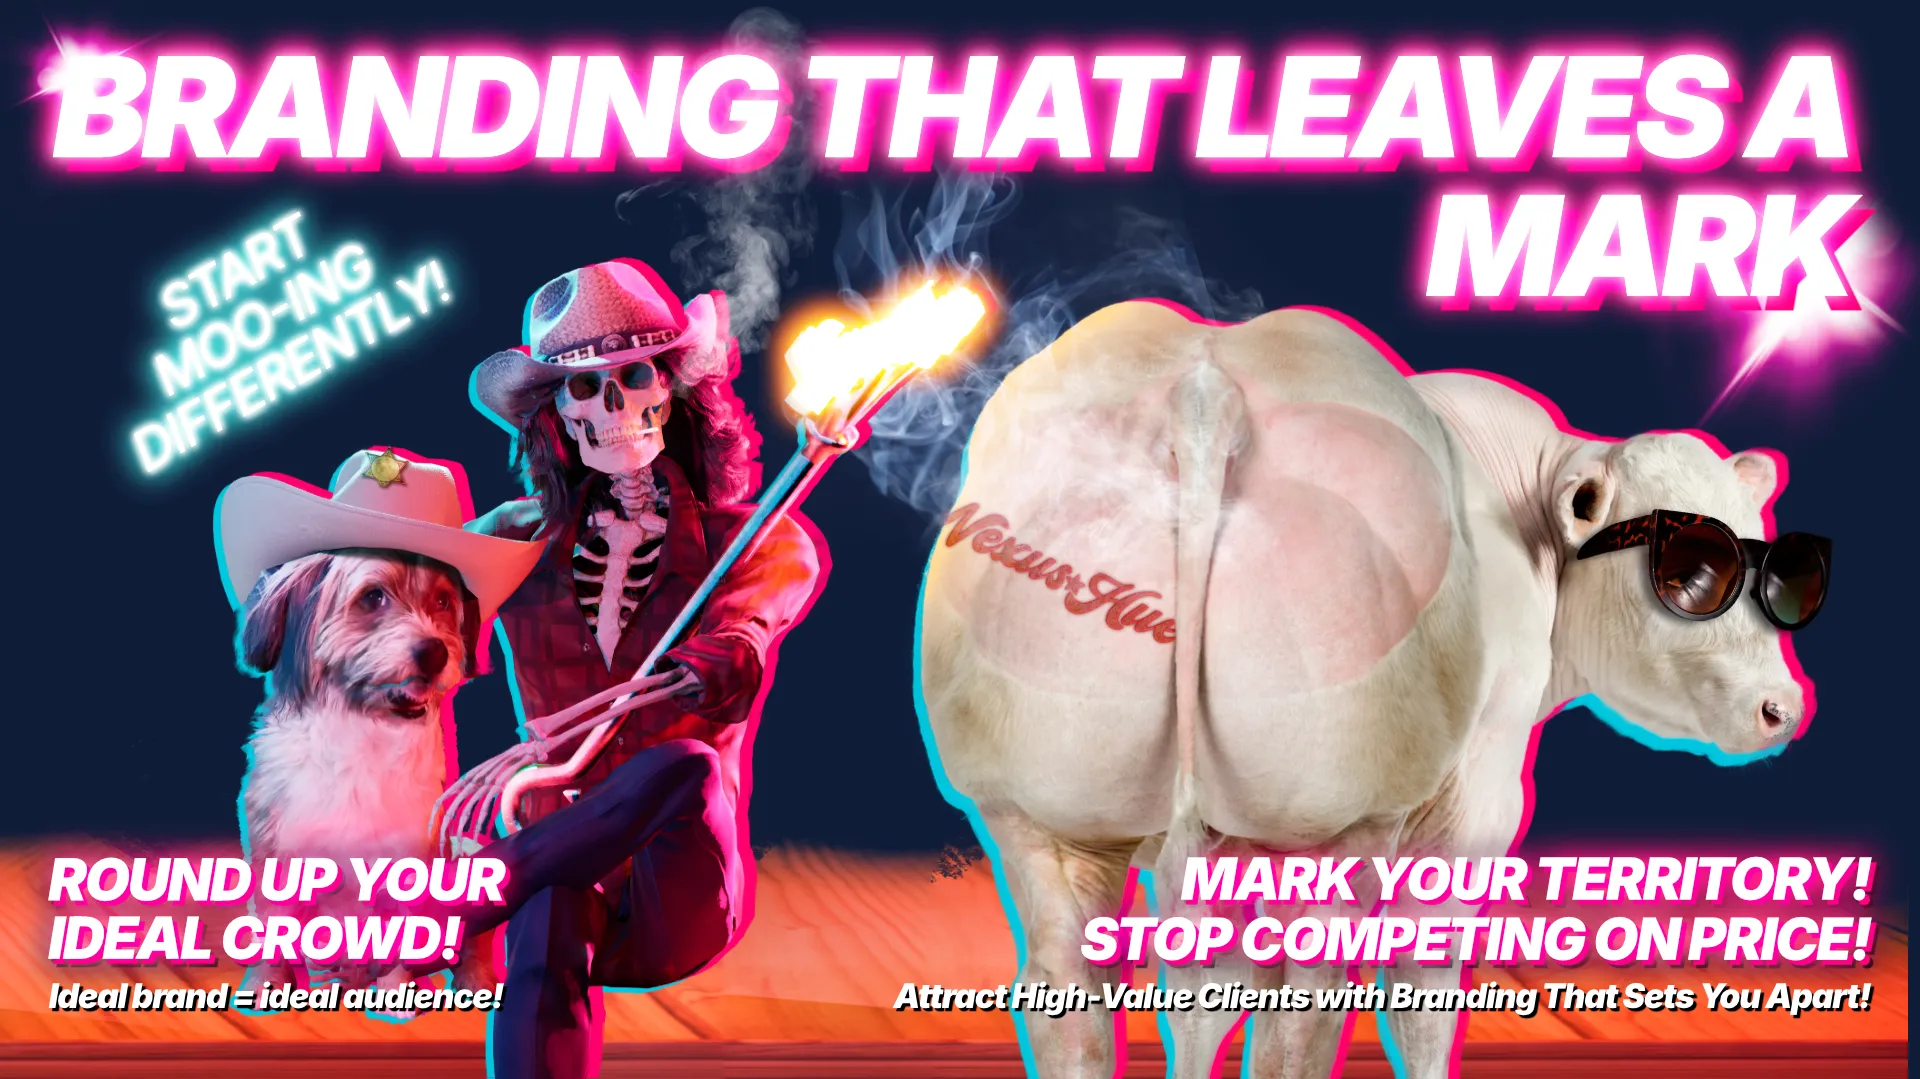 BRANDING THAT LEAVES A
MARK
START
MOO-ING
DIFFERENTLY!
Nexus & Hue
ROUND UP YOUR
IDEAL CROWD!
Ideal brand = ideal audience!
MARK YOUR TERRITORY!
STOP COMPETING ON PRICE!
Attract High-Value Clients with Branding That Sets You Apart!